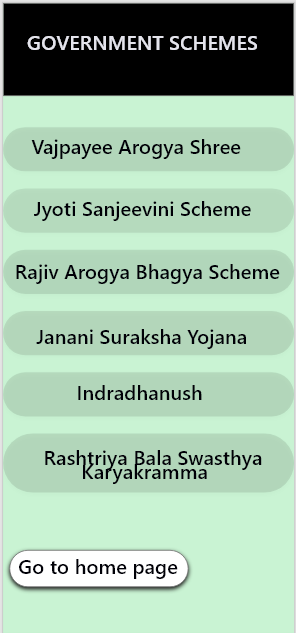 GOVERNMENT SCHEMES
Vajpayee Arogya Shree
Jyoti Sanjeevini Scheme
Rajiv Arogya Bhagya Scheme
Janani Suraksha Yojana
Indradhanush
Rashtriya Bala Swasthya
Karyakramma
Go to home page